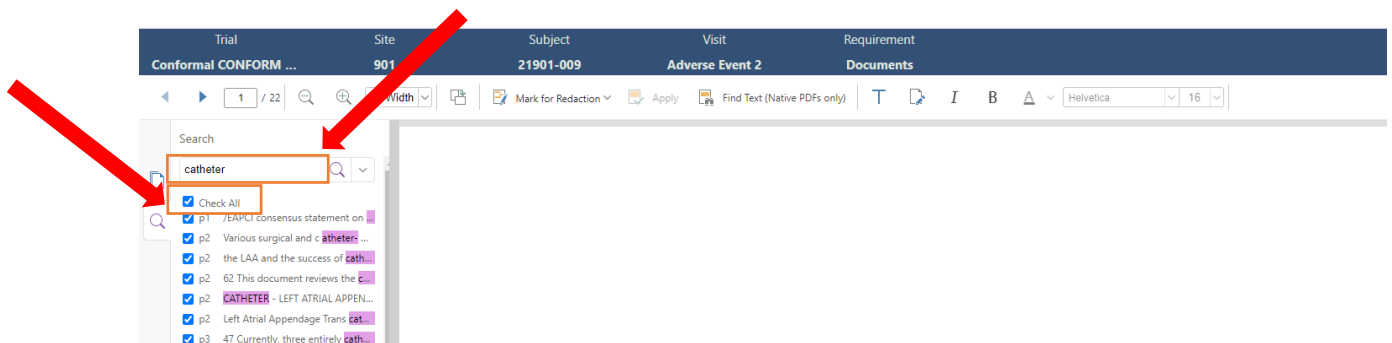 Trial Site Subject Visit Requirement
Conformal CONFORM ... 901 21901-009 Adverse Event 2 Documents
1 / 22 Width Mark for Redaction Apply Find Text (Native PDFs only) T I B A Helvetica 16
Search
catheter
Check All
p1 /EAPCI consensus statement on ...
p2 Various surgical and c atheter- ...
p2 the LAA and the success of cath...
p2 62 This document reviews the c...
p2 CATHETER - LEFT ATRIAL APPEN...
p2 Left Atrial Appendage Trans cat...
p3 47 Currently, three entirely cath...